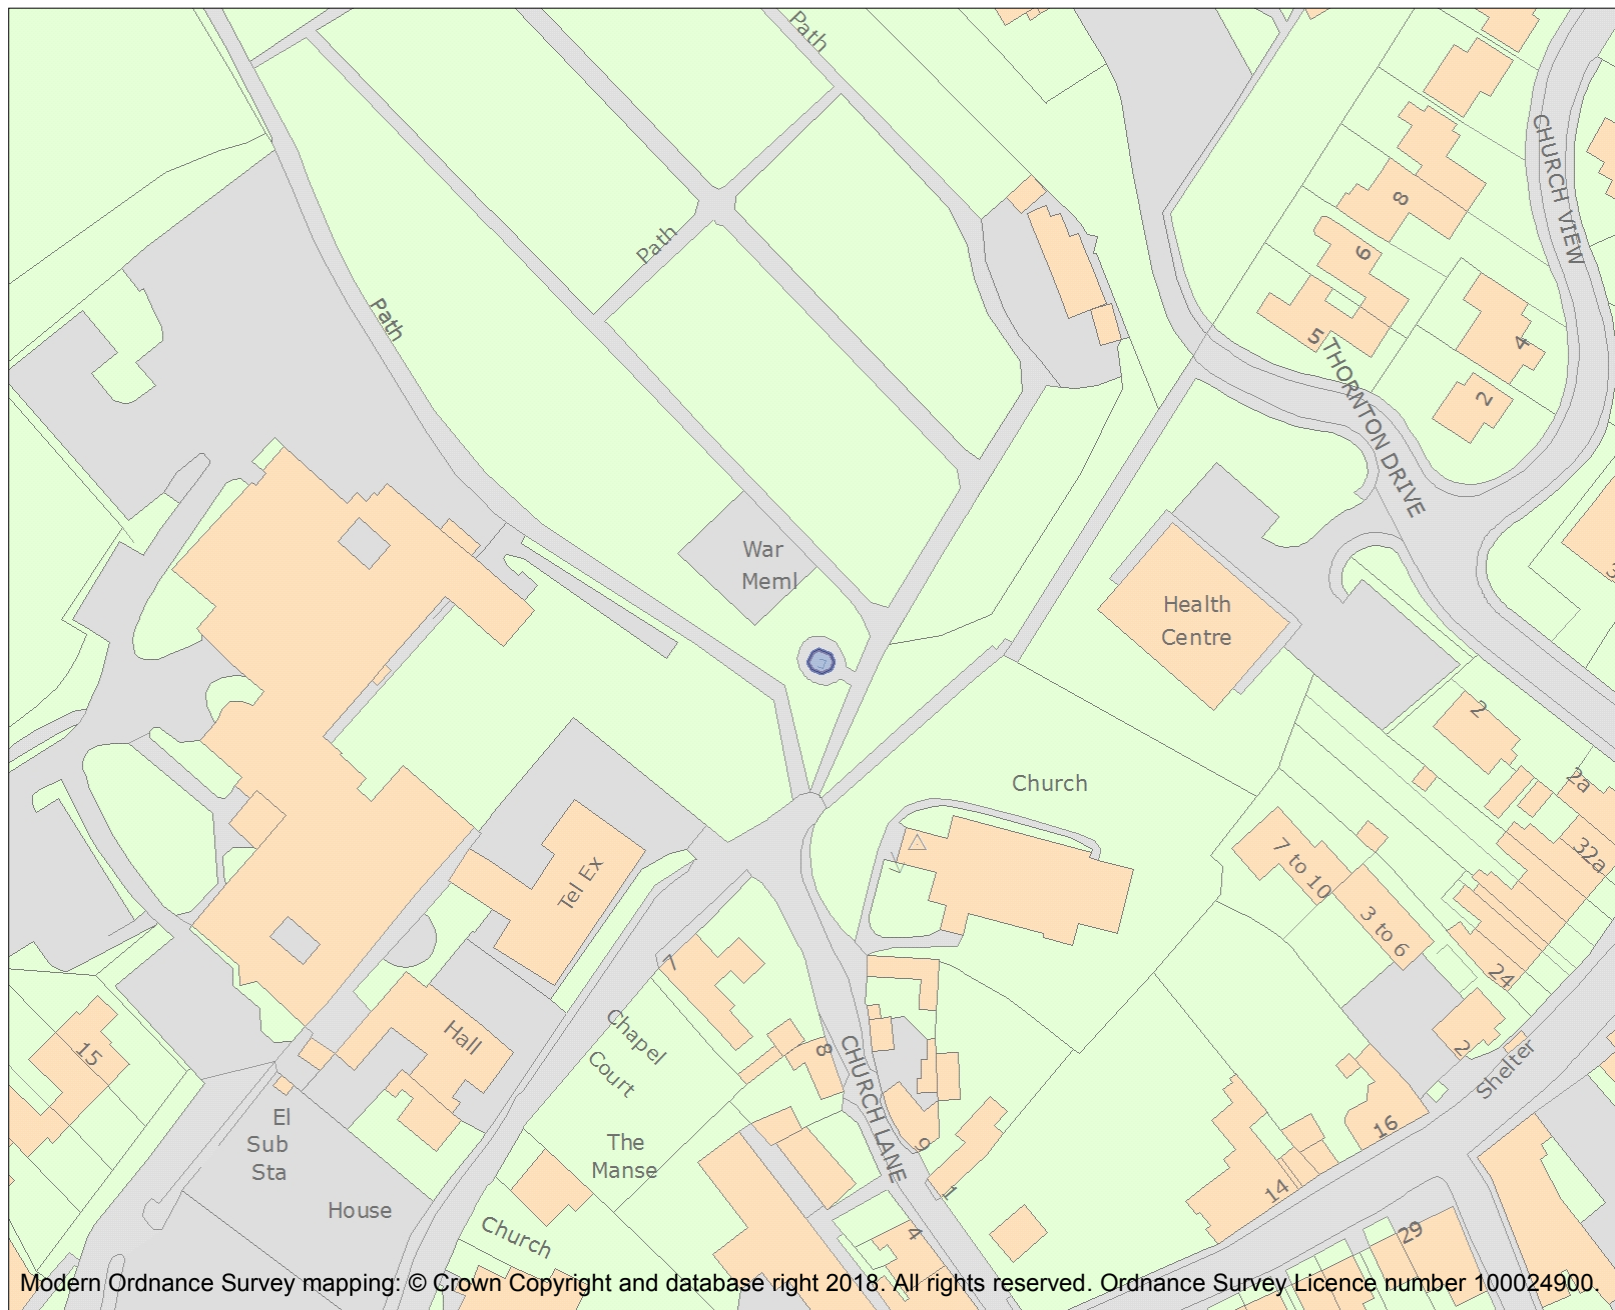 Path
CHURCH VIEW
8
Path
6
Path
5
4
THORNTON DRIVE
2
War
Meml
Health
Centre
2
Church
2a
7 to 10
32a
Tel Ex
3 to 6
7
24
Hall
Chapel
Court
8
CHURCH LANE
15
2
Shelter
El
Sub
Sta
The
Manse
9
16
1
14
House
Church
4
29
Modern Ordnance Survey mapping: © Crown Copyright and database right 2018. All rights reserved. Ordnance Survey Licence number 100024900.